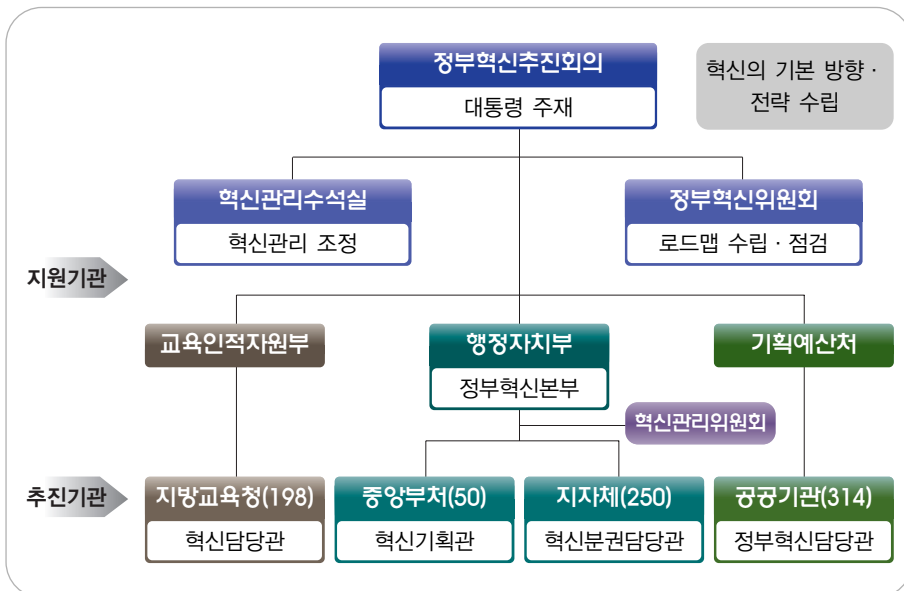 정부혁신추진회의
대통령 주재
혁신의 기본 방향 ·
전략 수립
혁신관리수석실
혁신관리 조정
정부혁신위원회
로드맵 수립 · 점검
지원기관
교육인적자원부
행정자치부
정부혁신본부
기획예산처
혁신관리위원회
추진기관
지방교육청(198)
혁신담당관
중앙부처(50)
혁신기획관
지자체(250)
혁신분권담당관
공공기관(314)
정부혁신담당관